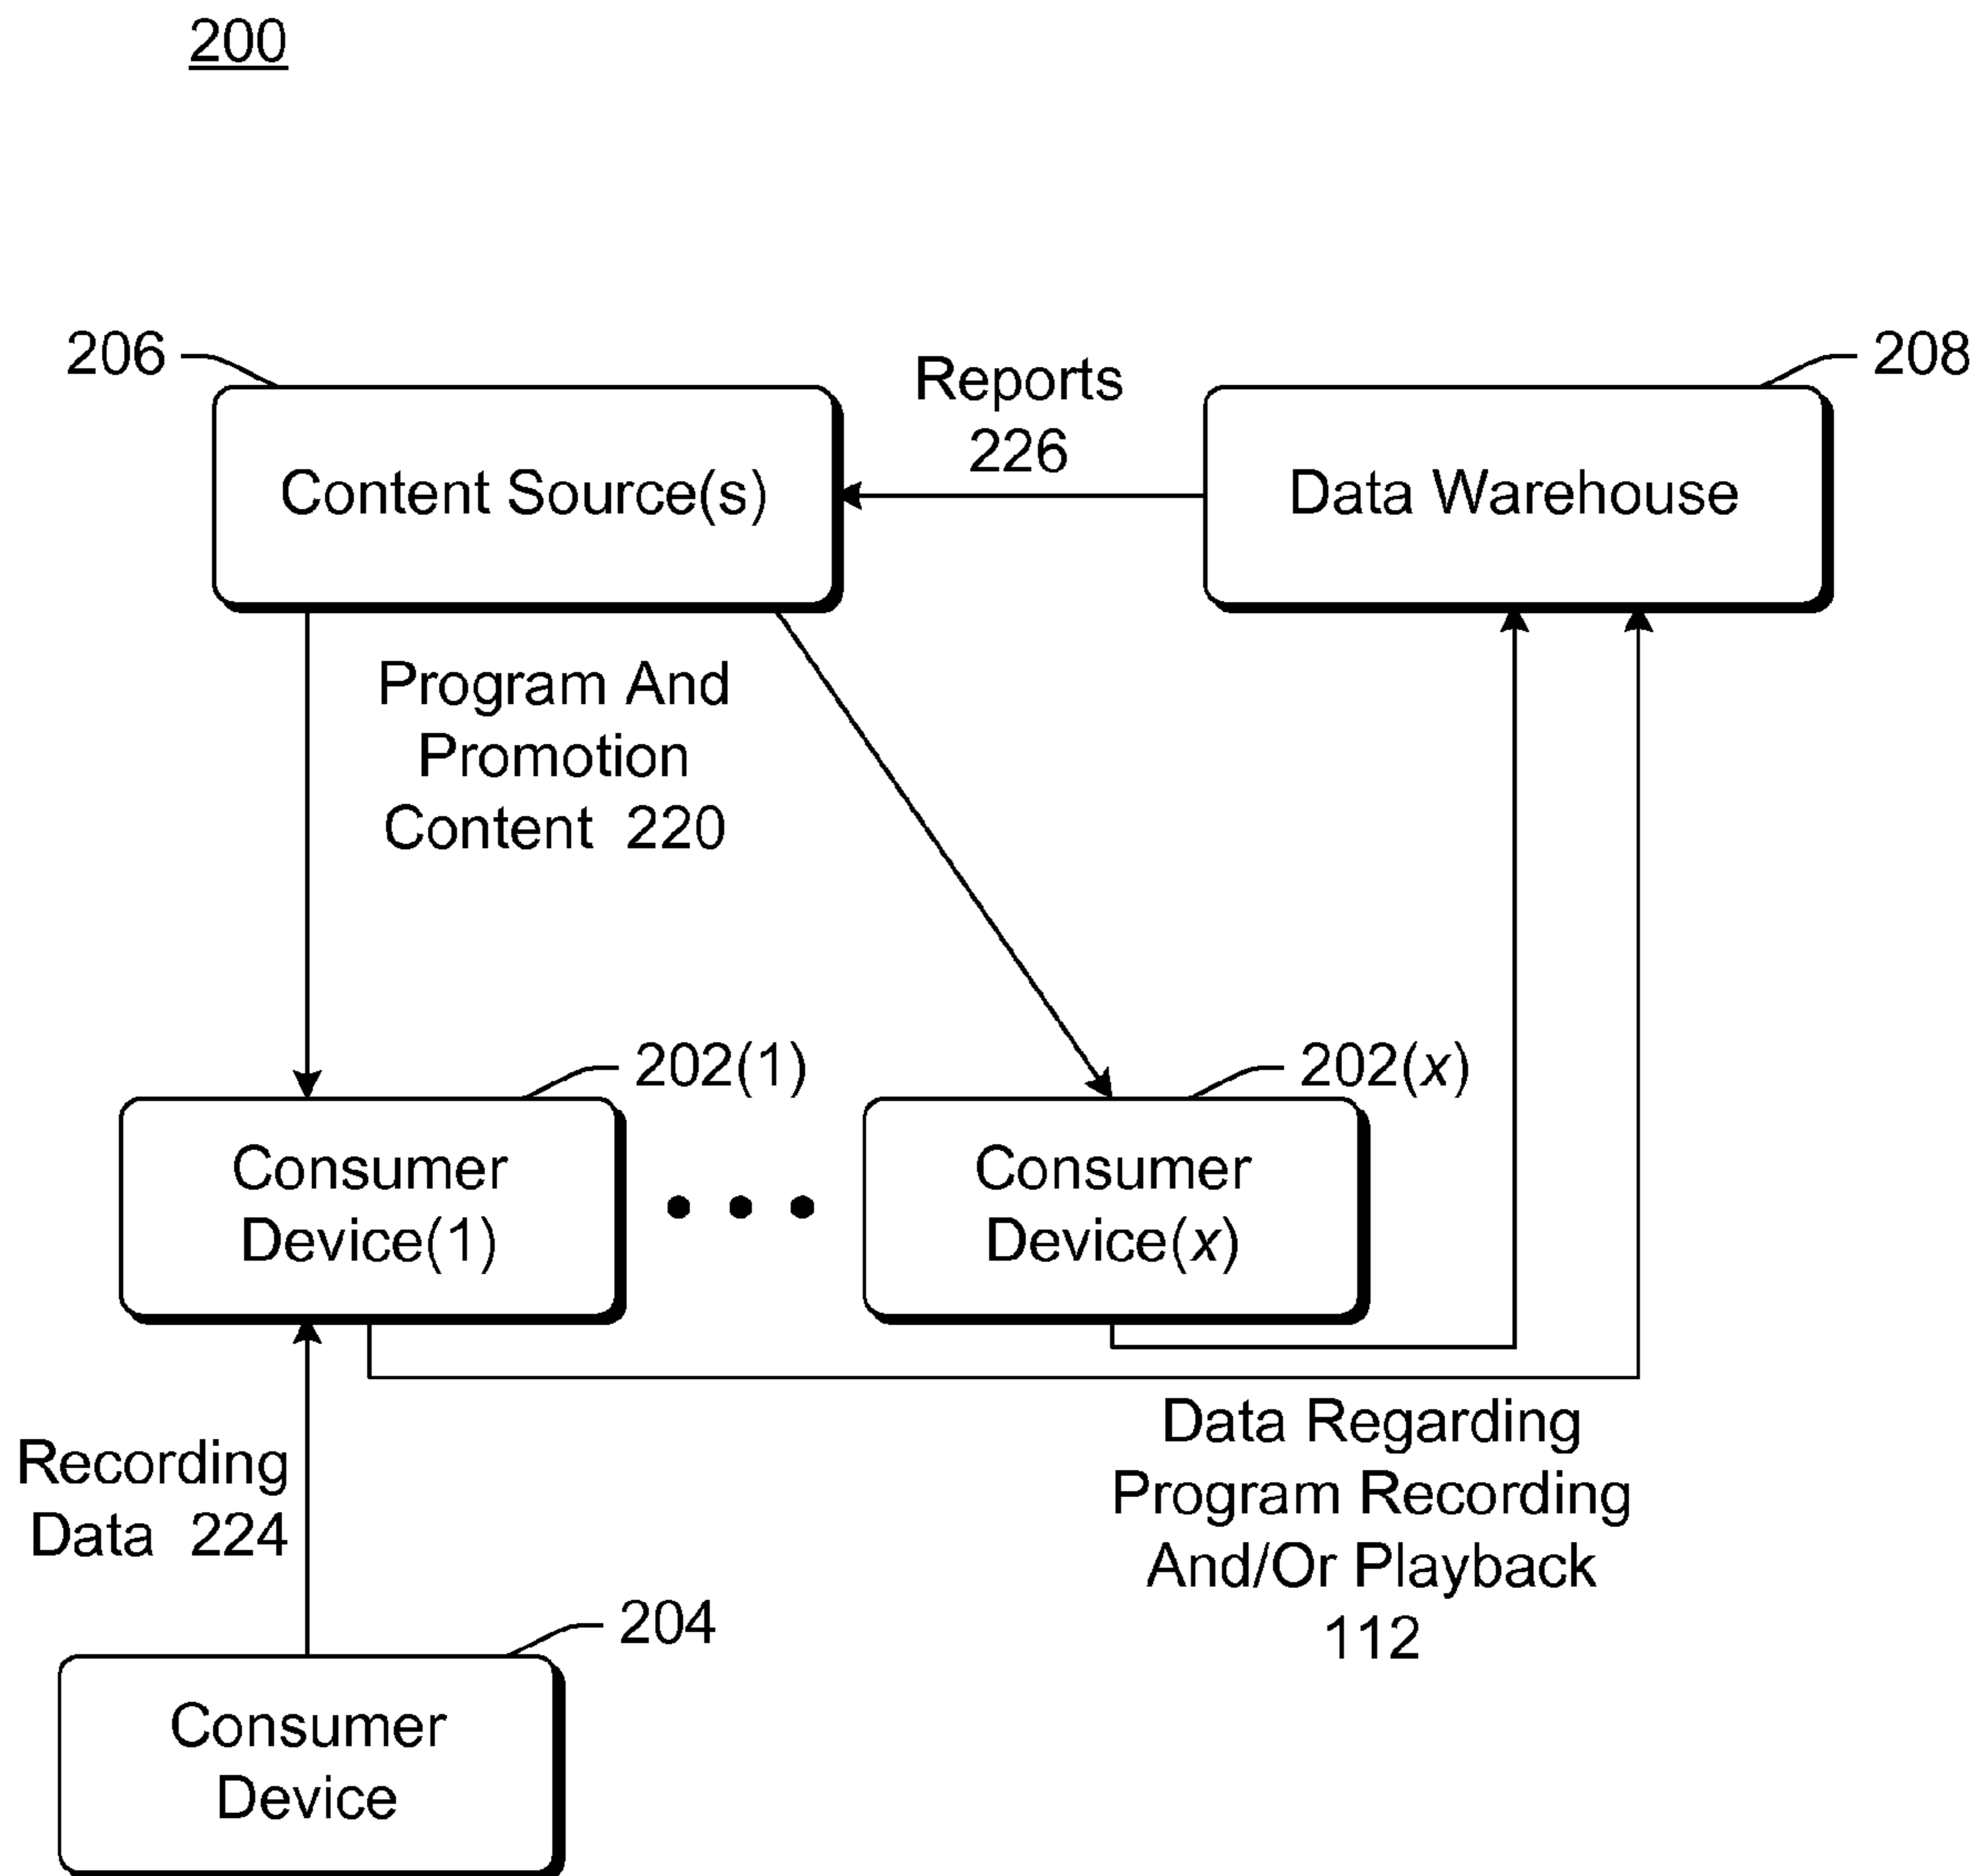 200
206
Reports
226
208
Content Source(s)
Data Warehouse
Program And
Promotion
Content 220
202(1)
202(x)
Consumer
Device(1)
Consumer
Device(x)
Recording
Data 224
Data Regarding
Program Recording
And/Or Playback
112
204
Consumer
Device